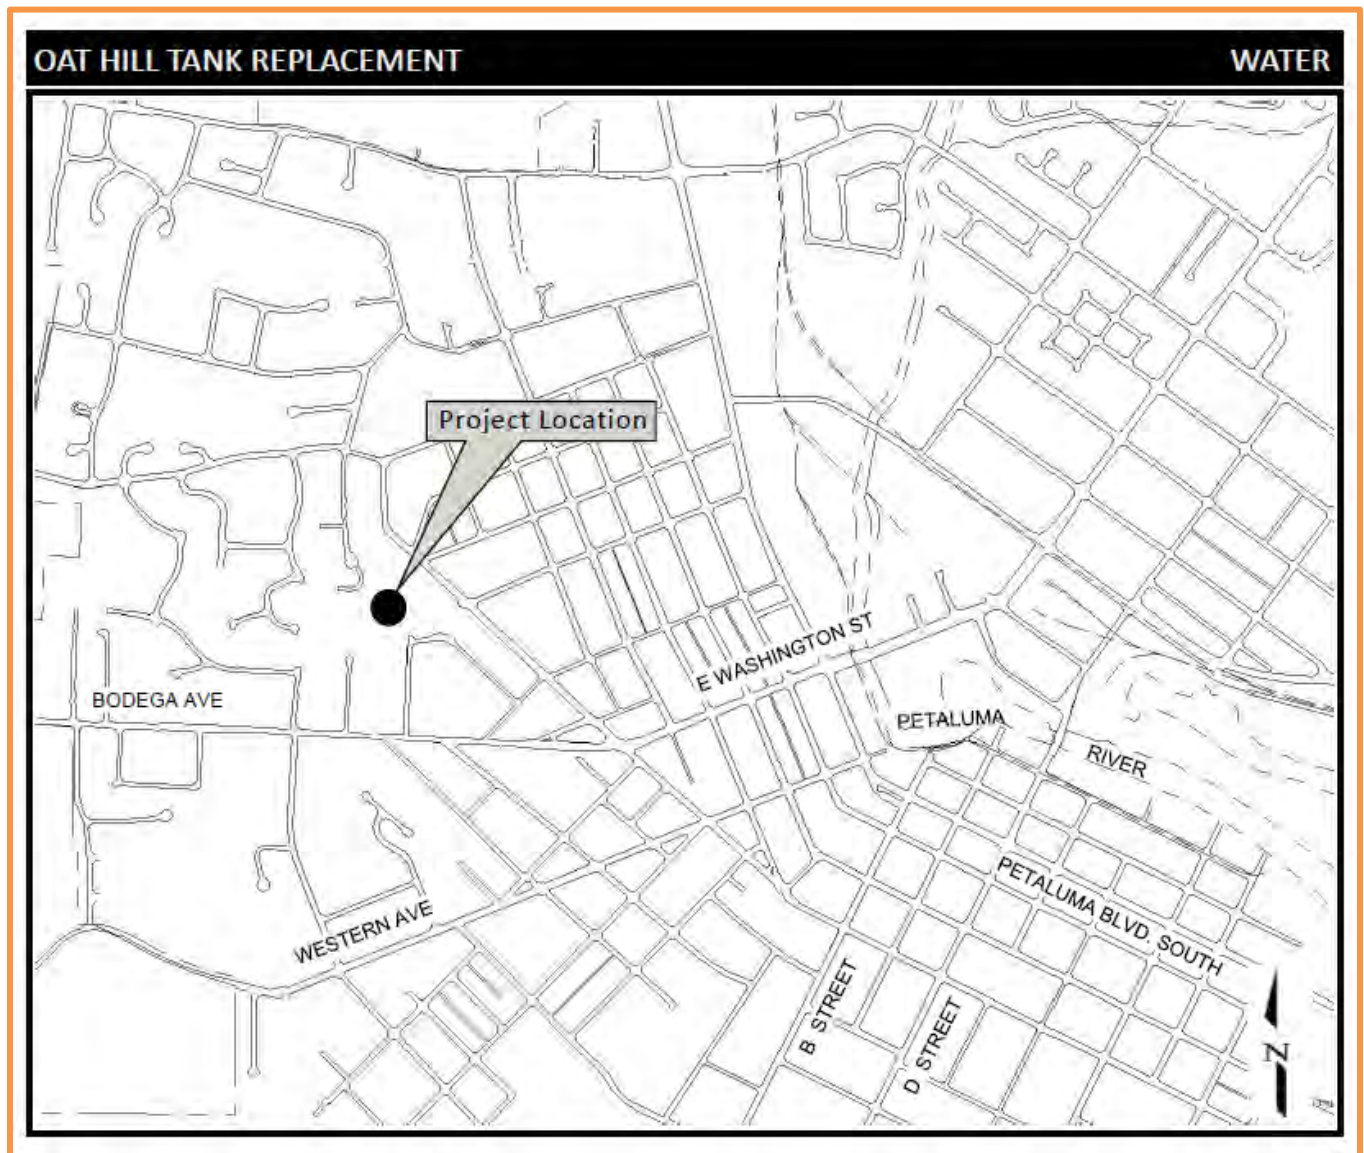 OAT HILL TANK REPLACEMENT WATER
Project Location
E WASHINGTON ST
BODEGA AVE
PETALUMA
RIVER
PETALUMA BLVD. SOUTH
WESTERN AVE
B STREET
D STREET
N